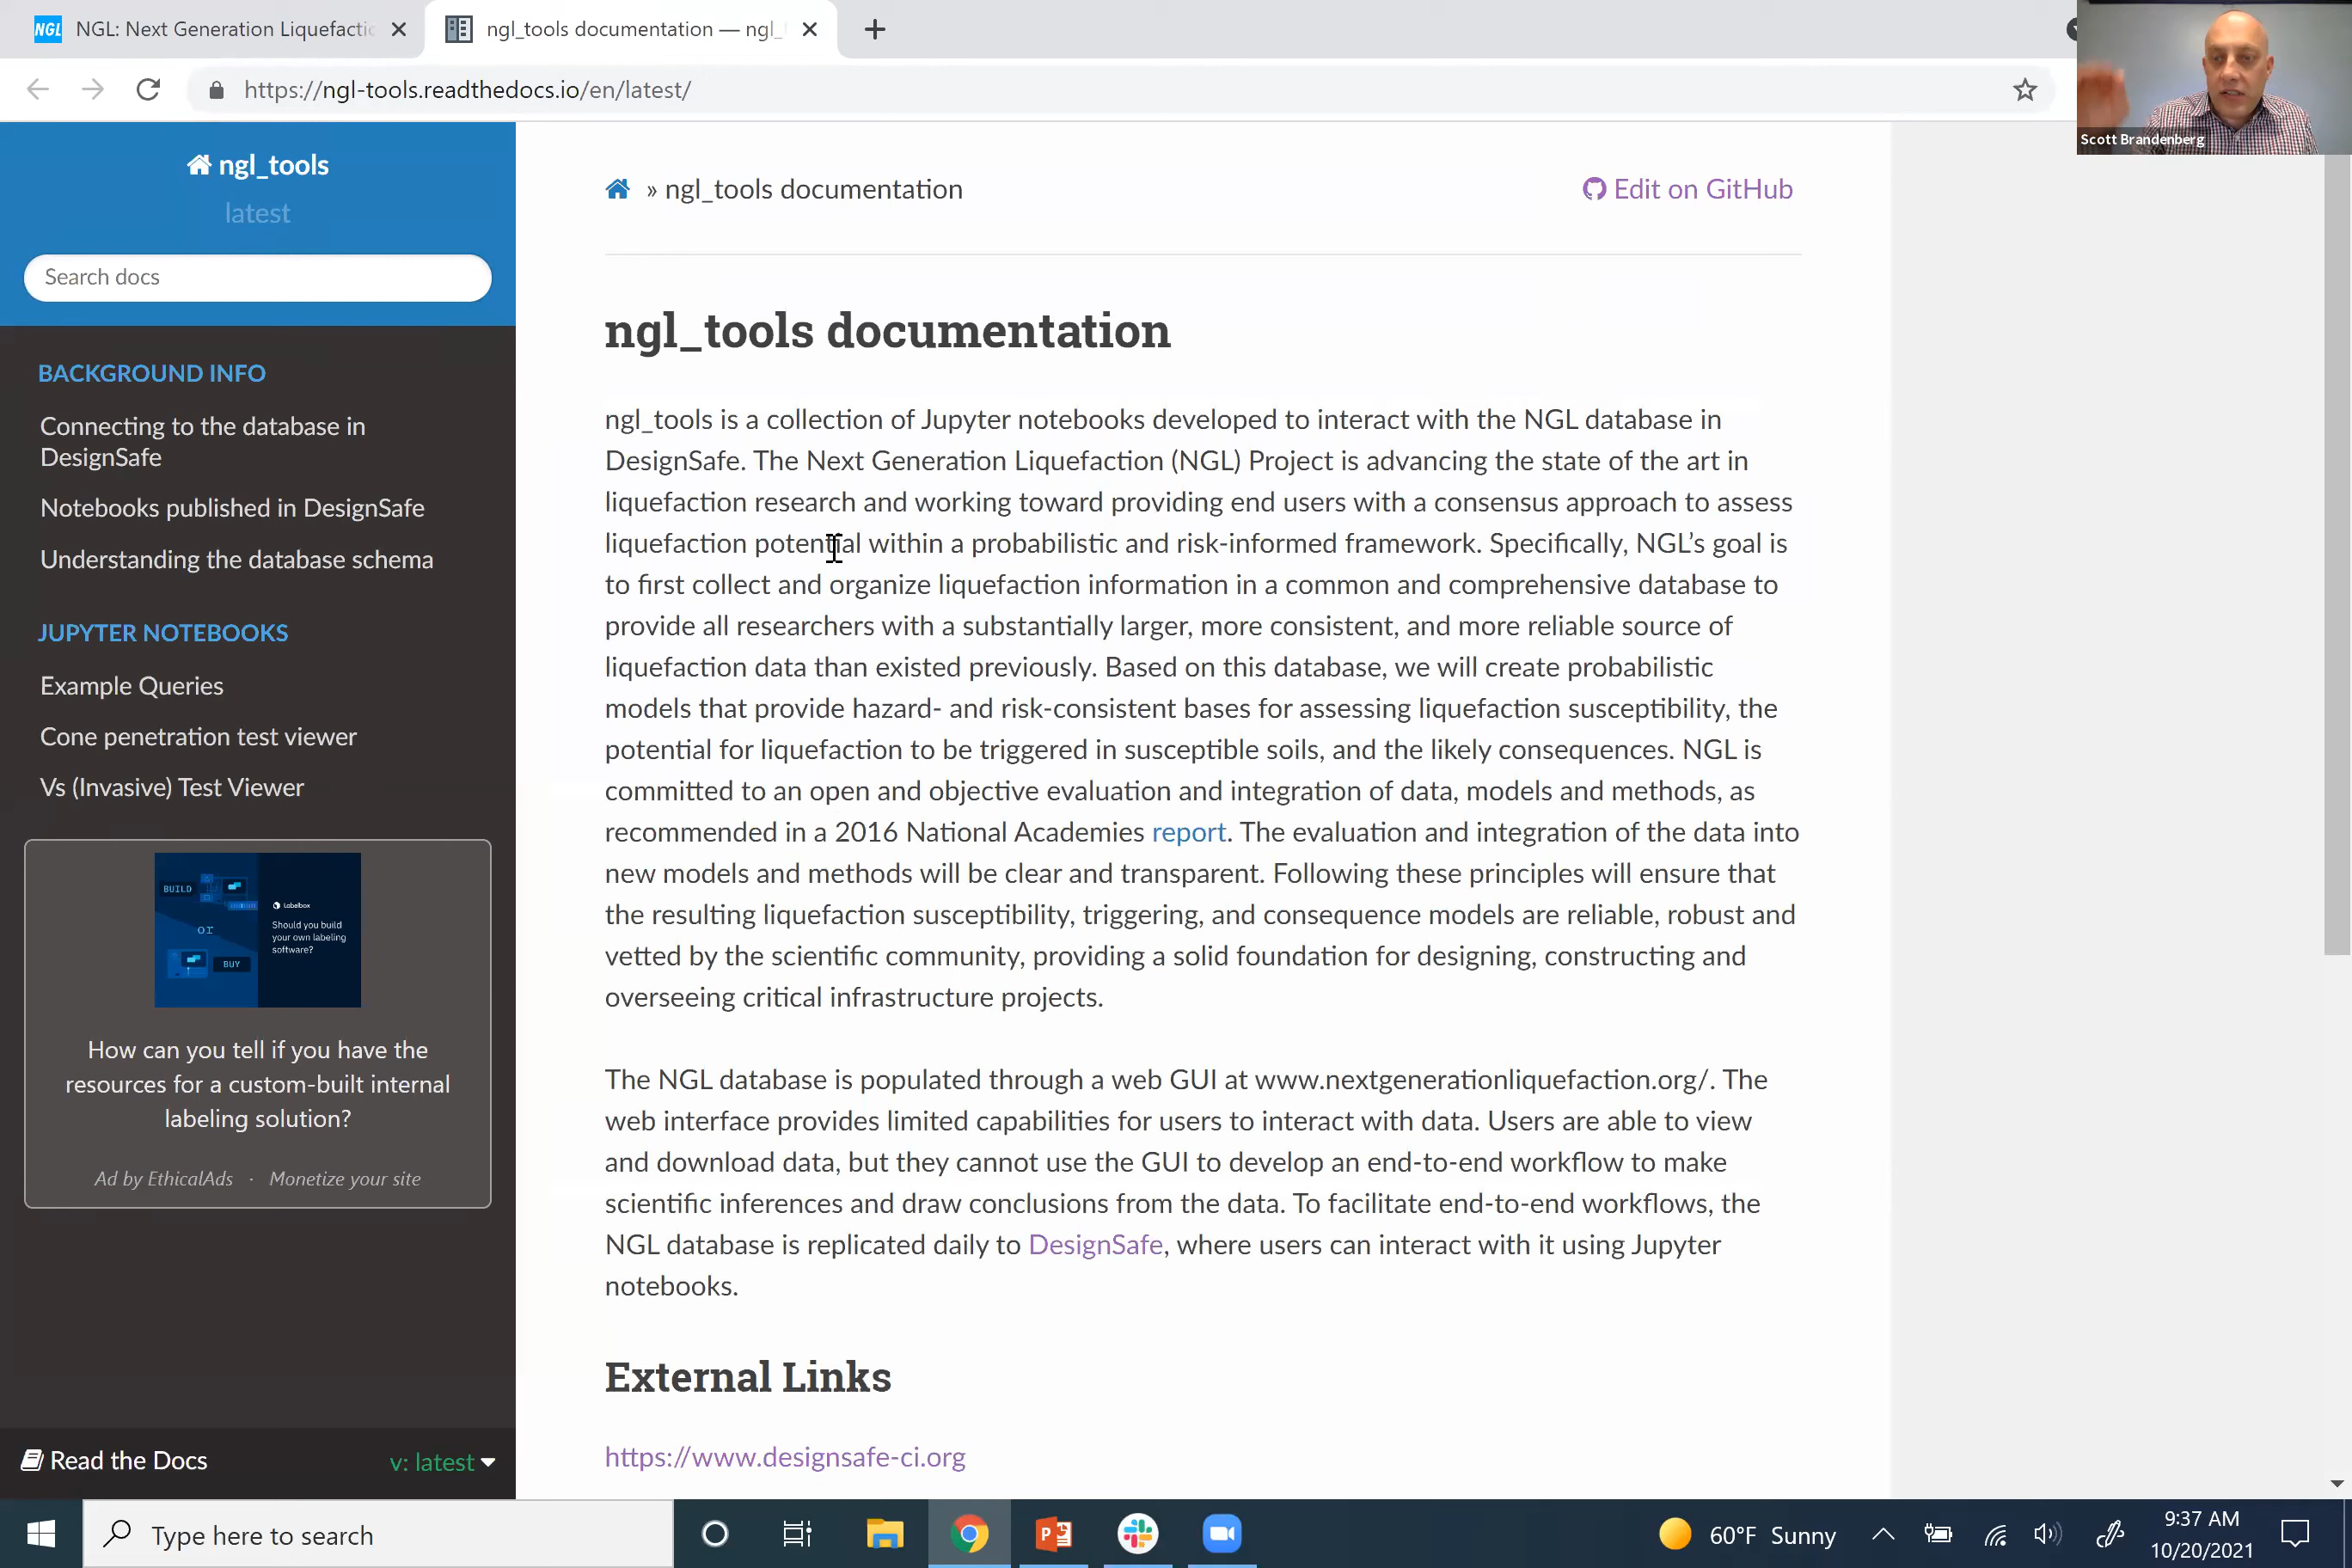 NGL NGL: Next Generation Liquefactio
ngl_tools documentation — ngl_
https://ngl-tools.readthedocs.io/en/latest/
Scott Brandenberg
ngl_tools
latest
Search docs
BACKGROUND INFO
Connecting to the database in
DesignSafe
Notebooks published in DesignSafe
Understanding the database schema
JUPYTER NOTEBOOKS
Example Queries
Cone penetration test viewer
Vs (Invasive) Test Viewer
BUILD
or
BUY
Labelbox
Should you build
your own labeling
software?
How can you tell if you have the
resources for a custom-built internal
labeling solution?
Ad by EthicalAds · Monetize your site
Read the Docs
v: latest
» ngl_tools documentation
Edit on GitHub
ngl_tools documentation
ngl_tools is a collection of Jupyter notebooks developed to interact with the NGL database in
DesignSafe. The Next Generation Liquefaction (NGL) Project is advancing the state of the art in
liquefaction research and working toward providing end users with a consensus approach to assess
liquefaction potential within a probabilistic and risk-informed framework. Specifically, NGL’s goal is
to first collect and organize liquefaction information in a common and comprehensive database to
provide all researchers with a substantially larger, more consistent, and more reliable source of
liquefaction data than existed previously. Based on this database, we will create probabilistic
models that provide hazard- and risk-consistent bases for assessing liquefaction susceptibility, the
potential for liquefaction to be triggered in susceptible soils, and the likely consequences. NGL is
committed to an open and objective evaluation and integration of data, models and methods, as
recommended in a 2016 National Academies report. The evaluation and integration of the data into
new models and methods will be clear and transparent. Following these principles will ensure that
the resulting liquefaction susceptibility, triggering, and consequence models are reliable, robust and
vetted by the scientific community, providing a solid foundation for designing, constructing and
overseeing critical infrastructure projects.
The NGL database is populated through a web GUI at www.nextgenerationliquefaction.org/. The
web interface provides limited capabilities for users to interact with data. Users are able to view
and download data, but they cannot use the GUI to develop an end-to-end workflow to make
scientific inferences and draw conclusions from the data. To facilitate end-to-end workflows, the
NGL database is replicated daily to DesignSafe, where users can interact with it using Jupyter
notebooks.
External Links
https://www.designsafe-ci.org
Type here to search
60°F Sunny
9:37 AM
10/20/2021